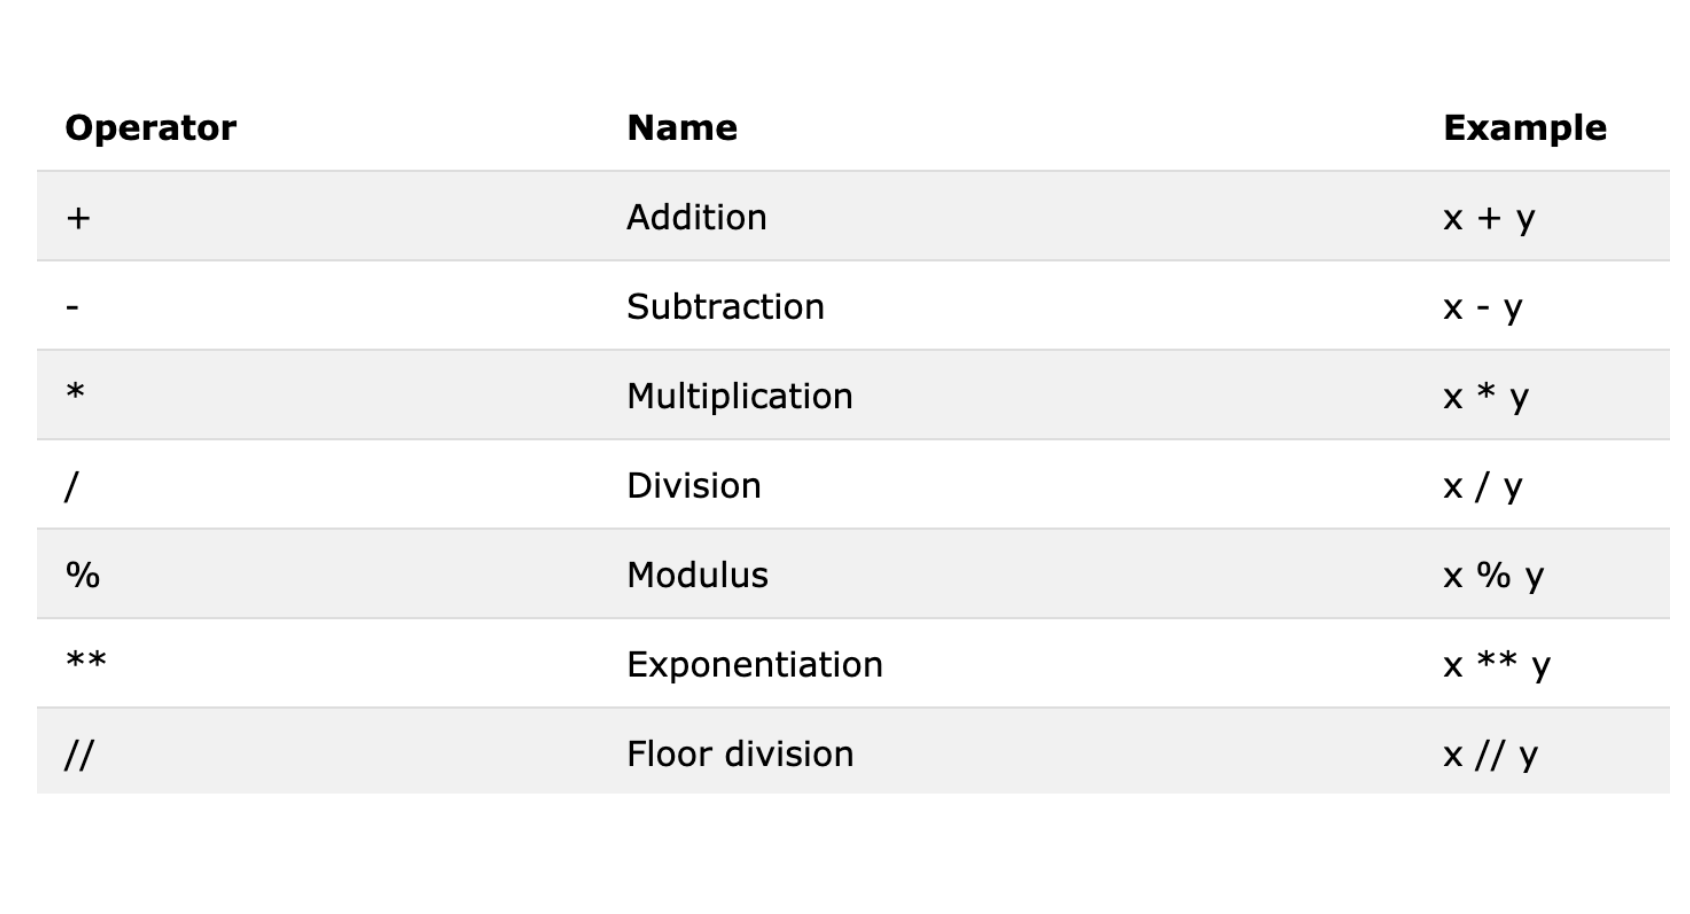 Operator Name Example
+ Addition x + y
- Subtraction x - y
* Multiplication x * y
/ Division x / y
% Modulus x % y
** Exponentiation x ** y
// Floor division x // y